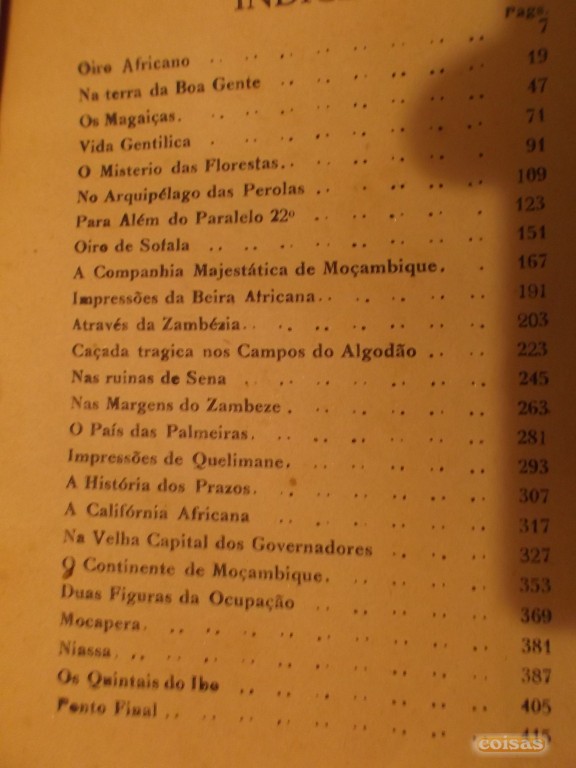 Pags.
Oiro Africano .. .. .. .. .. .. 7
Na terra da Boa Gente .. .. .. .. .. 19
Os Magaiças. .. .. .. .. .. .. 47
Vida Gentilica . .. .. .. .. .. 71
O Misterio das Florestas.. .. .. .. .. 91
No Arquipélago das Perolas .. .. .. .. 109
Para Além do Paralelo 22º .. .. .. .. 123
Oiro de Sofala .. .. .. .. .. .. 151
A Companhia Majestática de Moçambique. . .. 167
Impressões da Beira Africana.. .. .. .. 191
Através da Zambézia.. .. .. .. .. .. 203
Caçada tragica nos Campos do Algodão .. .. 223
Nas ruinas de Sena . .. .. .. .. .. 245
Nas Margens do Zambeze . .. .. .. .. 263
O País das Palmeiras. .. .. .. .. .. 281
Impressões de Quelimane. .. .. .. .. 293
A História dos Prazos. .. .. .. .. .. 307
A Califórnia Africana .. .. .. .. .. 317
Na Velha Capital dos Governadores .. .. .. 327
O Continente de Moçambique. .. .. .. .. 353
Duas Figuras da Ocupação .. .. .. .. 369
Mocapera. .. .. .. .. .. .. .. 381
Niassa. .. .. .. .. .. .. .. 387
Os Quintais do Ibo .. .. .. .. .. 405
Ponto Final .. .. .. .. .. .. .. 415
coisas